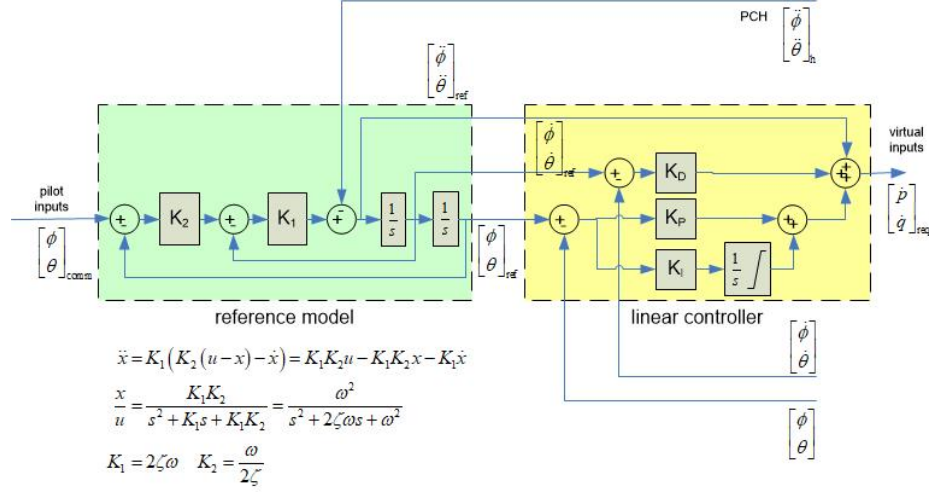 PCH
[φ̈ θ̈]h
[φ̈ θ̈]ref
[φ̇ θ̇]ref
virtual
inputs
pilot
inputs
+ -
K2
+ -
K1
+ -
1/s
1/s
+ -
+ -
KD
KP
KI
1/s
+ +
+ + +
[φ θ]comm
[φ θ]ref
[ṗ q̇]req
reference model
linear controller
ẍ = K1(K2(u−x)−ẋ) = K1K2u−K1K2x−K1ẋ
x/u = K1K2/(s²+K1s+K1K2) = ω²/(s²+2ζωs+ω²)
K1 = 2ζω K2 = ω/2ζ
[φ̇ θ̇]
[φ θ]